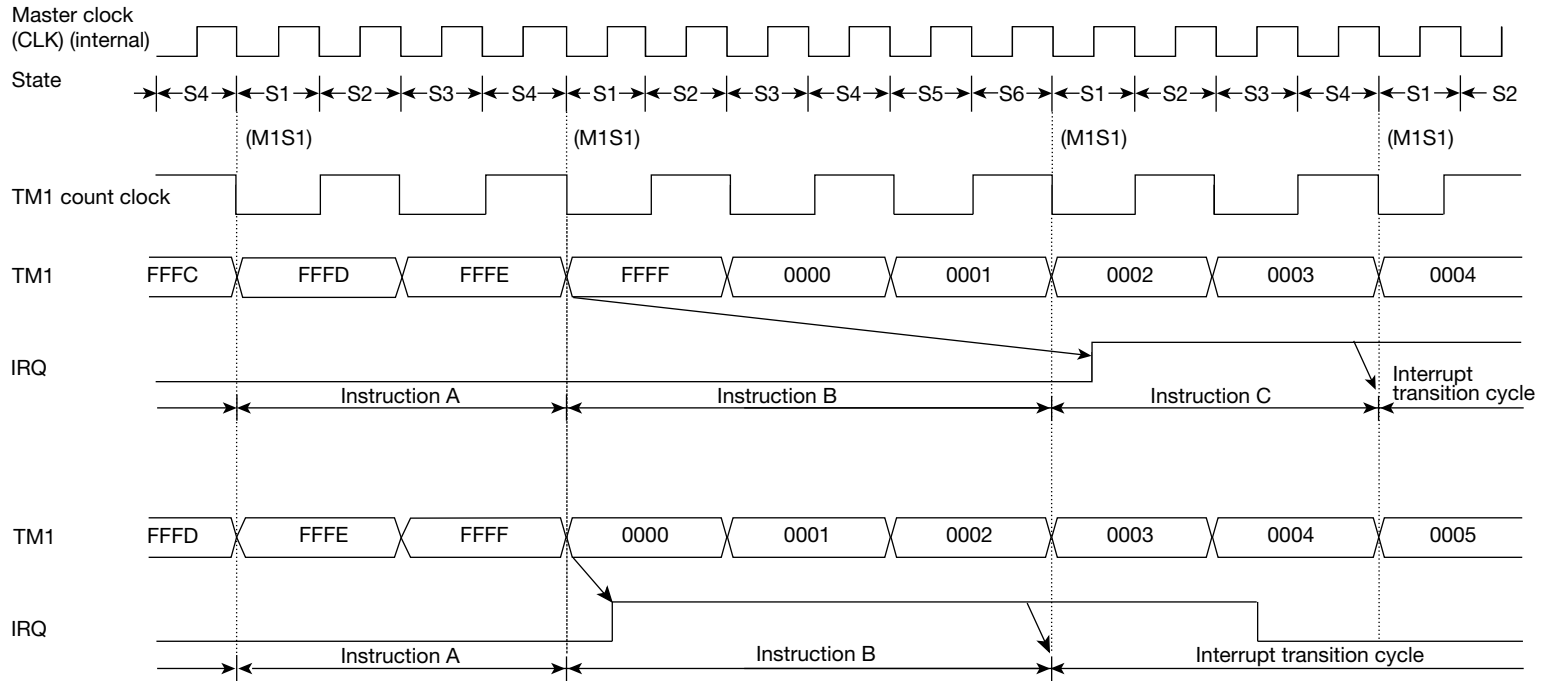 Master clock
(CLK) (internal)
State
S4 S1 S2 S3 S4 S1 S2 S3 S4 S5 S6 S1 S2 S3 S4 S1 S2
(M1S1) (M1S1) (M1S1) (M1S1)
TM1 count clock
TM1 FFFC FFFD FFFE FFFF 0000 0001 0002 0003 0004
IRQ
Instruction A Instruction B Instruction C Interrupt
transition cycle
TM1 FFFD FFFE FFFF 0000 0001 0002 0003 0004 0005
IRQ
Instruction A Instruction B Interrupt transition cycle